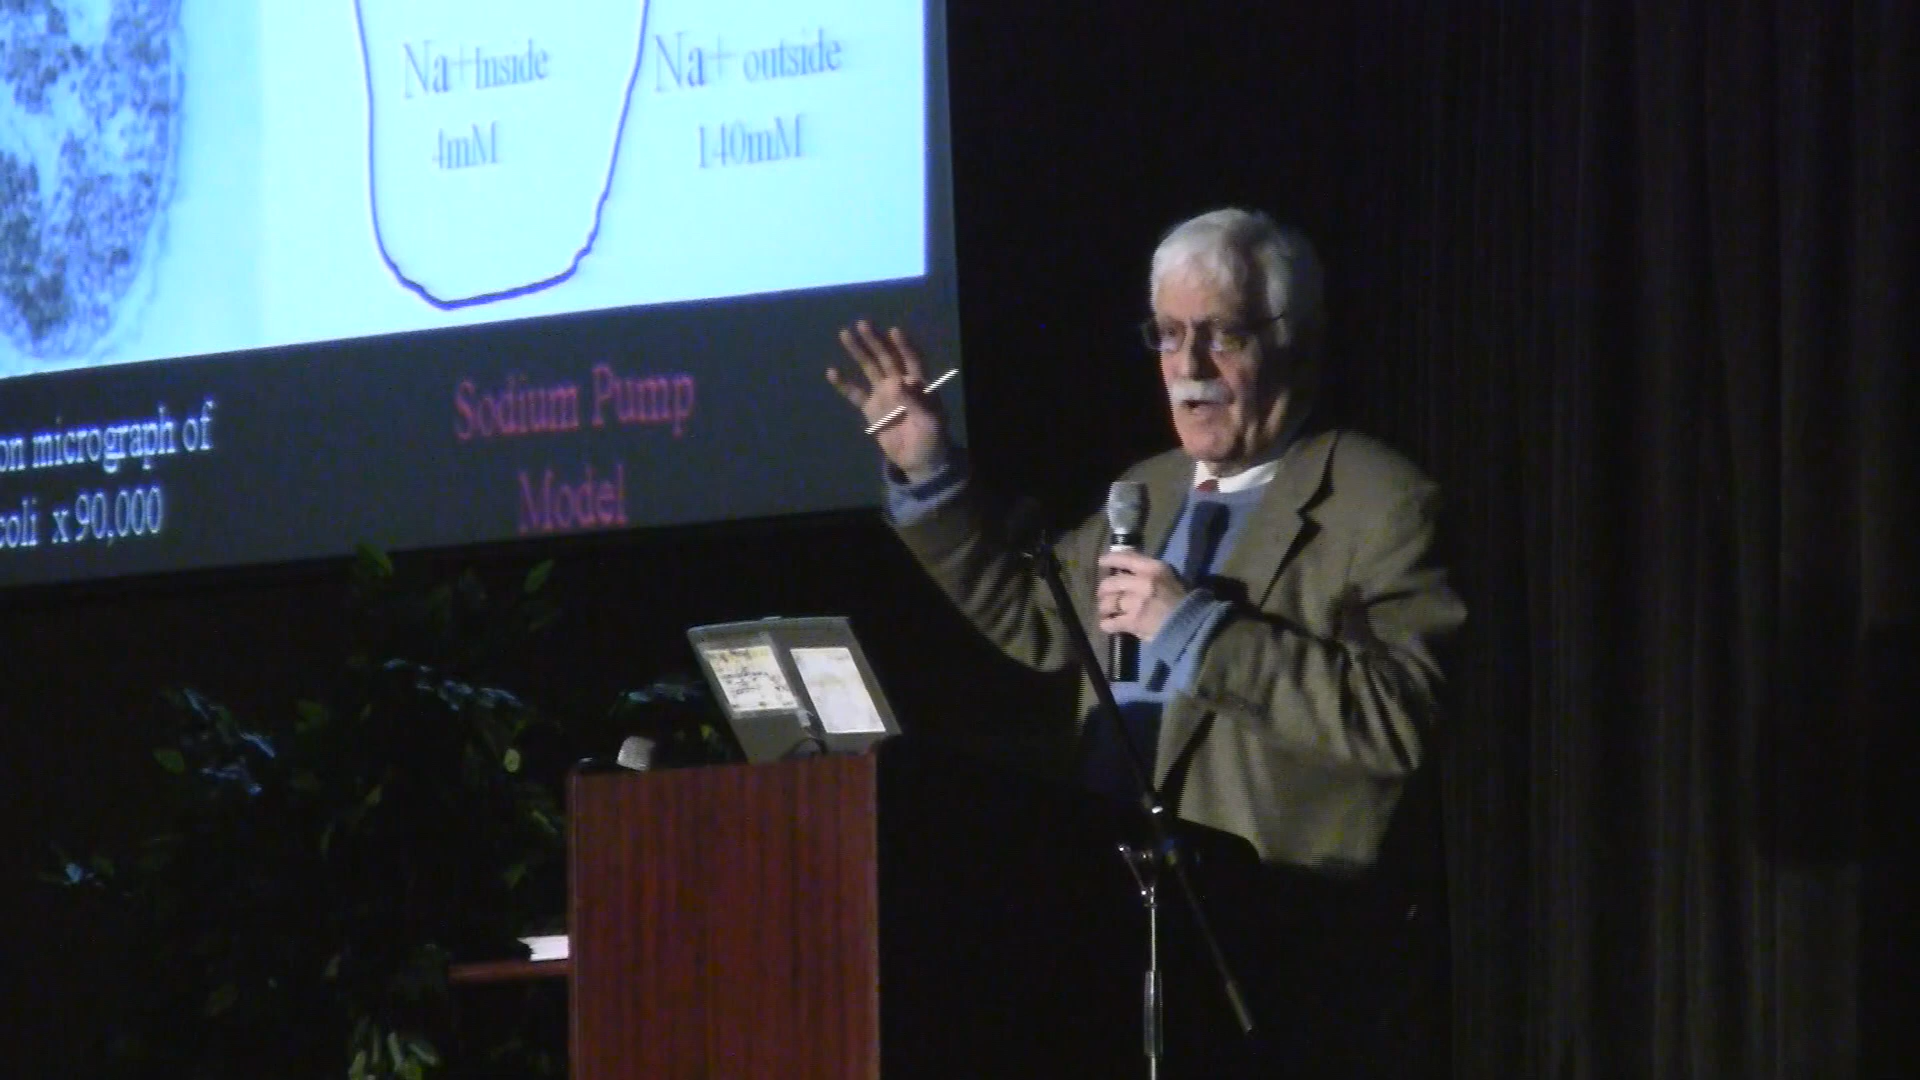 Na+Inside
4mM
Na+ outside
140mM
on micrograph of
coli x 90,000
Sodium Pump
Model